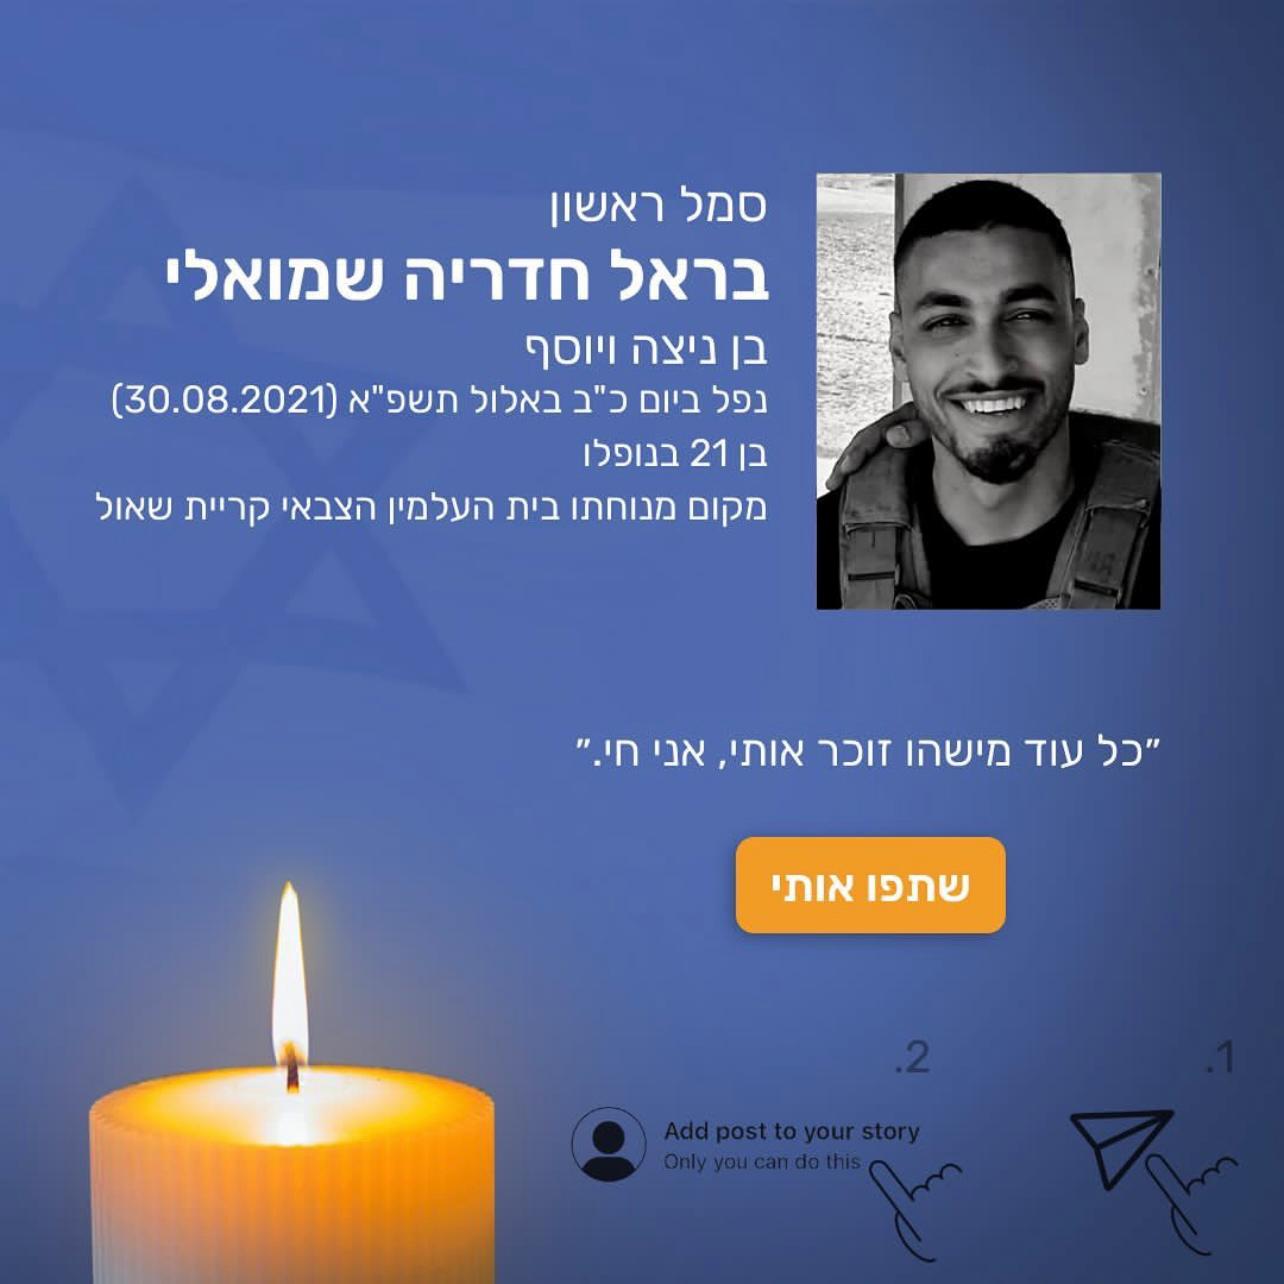 סמל ראשון
בראל חדריה שמואלי
בן ניצה ויוסף
נפל ביום כ"ב באלול תשפ"א (30.08.2021)
בן 21 בנופלו
מקום מנוחתו בית העלמין הצבאי קריית שאול
״כל עוד מישהו זוכר אותי, אני חי.״
שתפו אותי
1.
2.
Add post to your story
Only you can do this